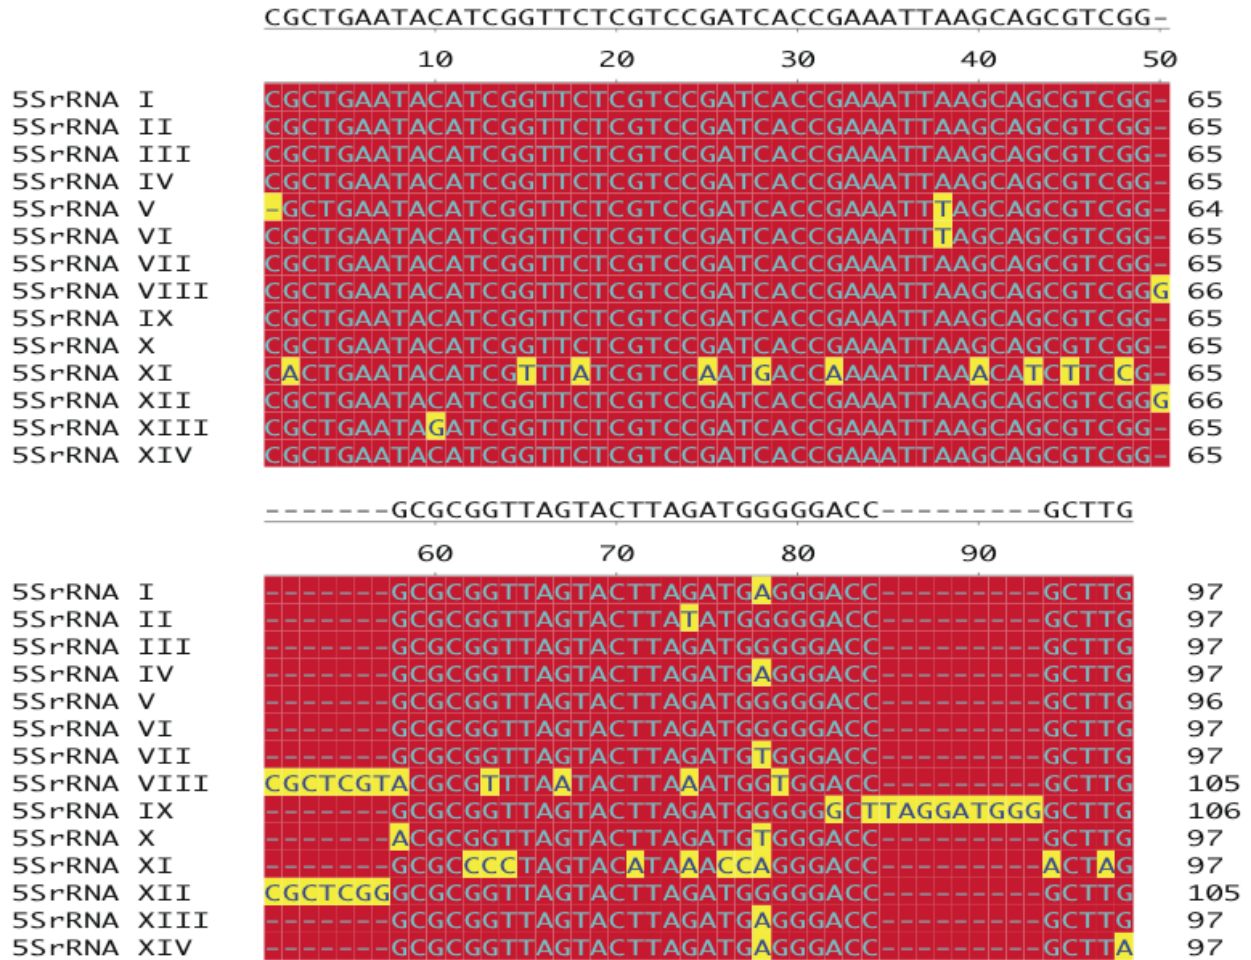 CGCTGAATACATCGGTTCTCGTCCGATCACCGAAATTAAGCAGCGTCGG-
10 20 30 40 50
5SrRNA I CGCTGAATACATCGGTTCTCGTCCGATCACCGAAATTAAGCAGCGTCGG- 65
5SrRNA II CGCTGAATACATCGGTTCTCGTCCGATCACCGAAATTAAGCAGCGTCGG- 65
5SrRNA III CGCTGAATACATCGGTTCTCGTCCGATCACCGAAATTAAGCAGCGTCGG- 65
5SrRNA IV CGCTGAATACATCGGTTCTCGTCCGATCACCGAAATTAAGCAGCGTCGG- 65
5SrRNA V -GCTGAATACATCGGTTCTCGTCCGATCACCGAAATTTAGCAGCGTCGG- 64
5SrRNA VI CGCTGAATACATCGGTTCTCGTCCGATCACCGAAATTTAGCAGCGTCGG- 65
5SrRNA VII CGCTGAATACATCGGTTCTCGTCCGATCACCGAAATTAAGCAGCGTCGG- 65
5SrRNA VIII CGCTGAATACATCGGTTCTCGTCCGATCACCGAAATTAAGCAGCGTCGGG 66
5SrRNA IX CGCTGAATACATCGGTTCTCGTCCGATCACCGAAATTAAGCAGCGTCGG- 65
5SrRNA X CGCTGAATACATCGGTTCTCGTCCGATCACCGAAATTAAGCAGCGTCGG- 65
5SrRNA XI CACTGAATACATCGTTTATCGTCCAATGACCAAAATTAAACATCTTCCG- 65
5SrRNA XII CGCTGAATACATCGGTTCTCGTCCGATCACCGAAATTAAGCAGCGTCGGG 66
5SrRNA XIII CGCTGAATAGATCGGTTCTCGTCCGATCACCGAAATTAAGCAGCGTCGG- 65
5SrRNA XIV CGCTGAATACATCGGTTCTCGTCCGATCACCGAAATTAAGCAGCGTCGG- 65
-------GCGCGGTTAGTACTTAGATGGGGGACC---------GCTTG
60 70 80 90
5SrRNA I -------GCGCGGTTAGTACTTAGATGAGGGACC---------GCTTG 97
5SrRNA II -------GCGCGGTTAGTACTTATATGGGGGACC---------GCTTG 97
5SrRNA III -------GCGCGGTTAGTACTTAGATGGGGGACC---------GCTTG 97
5SrRNA IV -------GCGCGGTTAGTACTTAGATGAGGGACC---------GCTTG 97
5SrRNA V -------GCGCGGTTAGTACTTAGATGGGGGACC---------GCTTG 96
5SrRNA VI -------GCGCGGTTAGTACTTAGATGGGGGACC---------GCTTG 97
5SrRNA VII -------GCGCGGTTAGTACTTAGATGTGGGACC---------GCTTG 97
5SrRNA VIII CGCTCGTACGCGTTTAATACTTAAATGGTGGACC---------GCTTG 105
5SrRNA IX -------GCGCGGTTAGTACTTAGATGGGGGG TTAGGATGGGGCTTG 106
5SrRNA X -------ACGCGGTTAGTACTTAGATGTGGGACC---------GCTTG 97
5SrRNA XI -------GCGCCCCTAGTACATAAACCAGGGACC---------ACTAG 97
5SrRNA XII CGCTCGGGCGCGGTTAGTACTTAGATGGGGGACC---------GCTTG 105
5SrRNA XIII -------GCGCGGTTAGTACTTAGATGAGGGACC---------GCTTG 97
5SrRNA XIV -------GCGCGGTTAGTACTTAGATGAGGGACC---------GCTTA 97